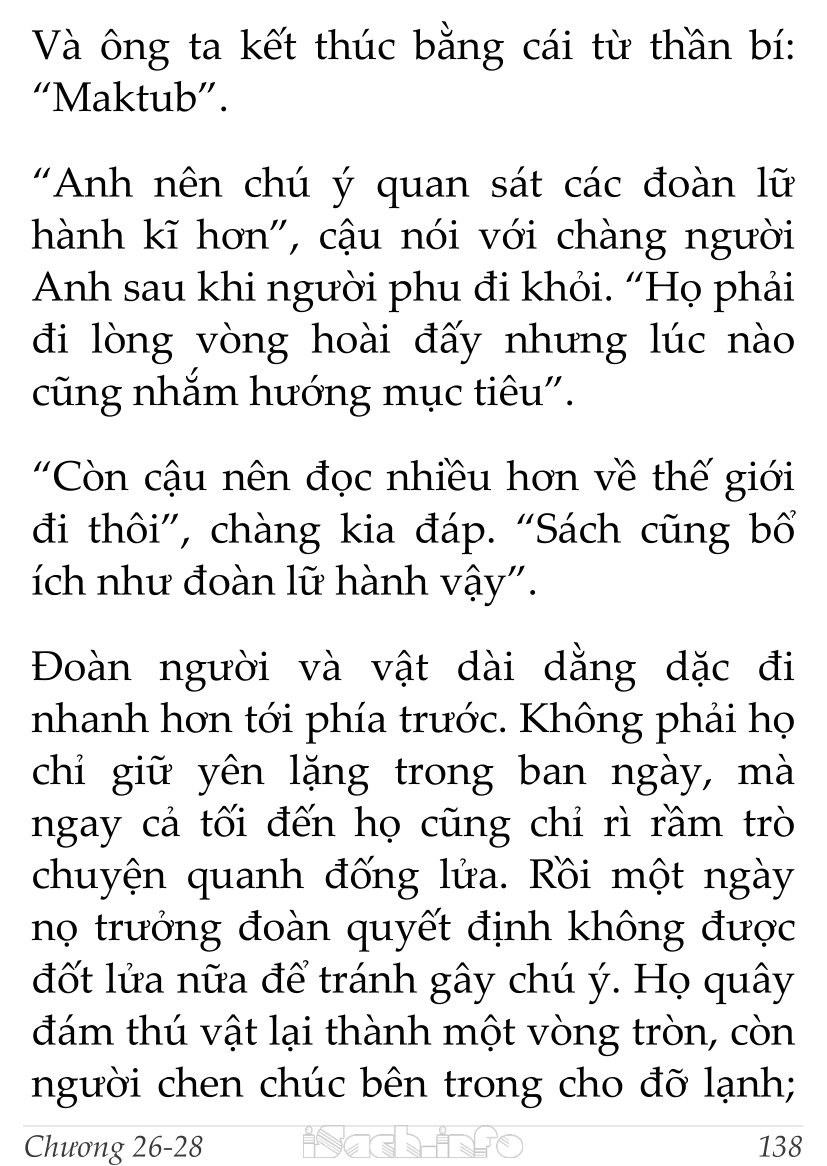 Và ông ta kết thúc bằng cái từ thần bí:
“Maktub”.
“Anh nên chú ý quan sát các đoàn lữ
hành kĩ hơn”, cậu nói với chàng người
Anh sau khi người phu đi khỏi. “Họ phải
đi lòng vòng hoài đấy nhưng lúc nào
cũng nhắm hướng mục tiêu”.
“Còn cậu nên đọc nhiều hơn về thế giới
đi thôi”, chàng kia đáp. “Sách cũng bổ
ích như đoàn lữ hành vậy”.
Đoàn người và vật dài dằng dặc đi
nhanh hơn tới phía trước. Không phải họ
chỉ giữ yên lặng trong ban ngày, mà
ngay cả tối đến họ cũng chỉ rì rầm trò
chuyện quanh đống lửa. Rồi một ngày
nọ trưởng đoàn quyết định không được
đốt lửa nữa để tránh gây chú ý. Họ quây
đám thú vật lại thành một vòng tròn, còn
người chen chúc bên trong cho đỡ lạnh;
Chương 26-28 iSach.info 138